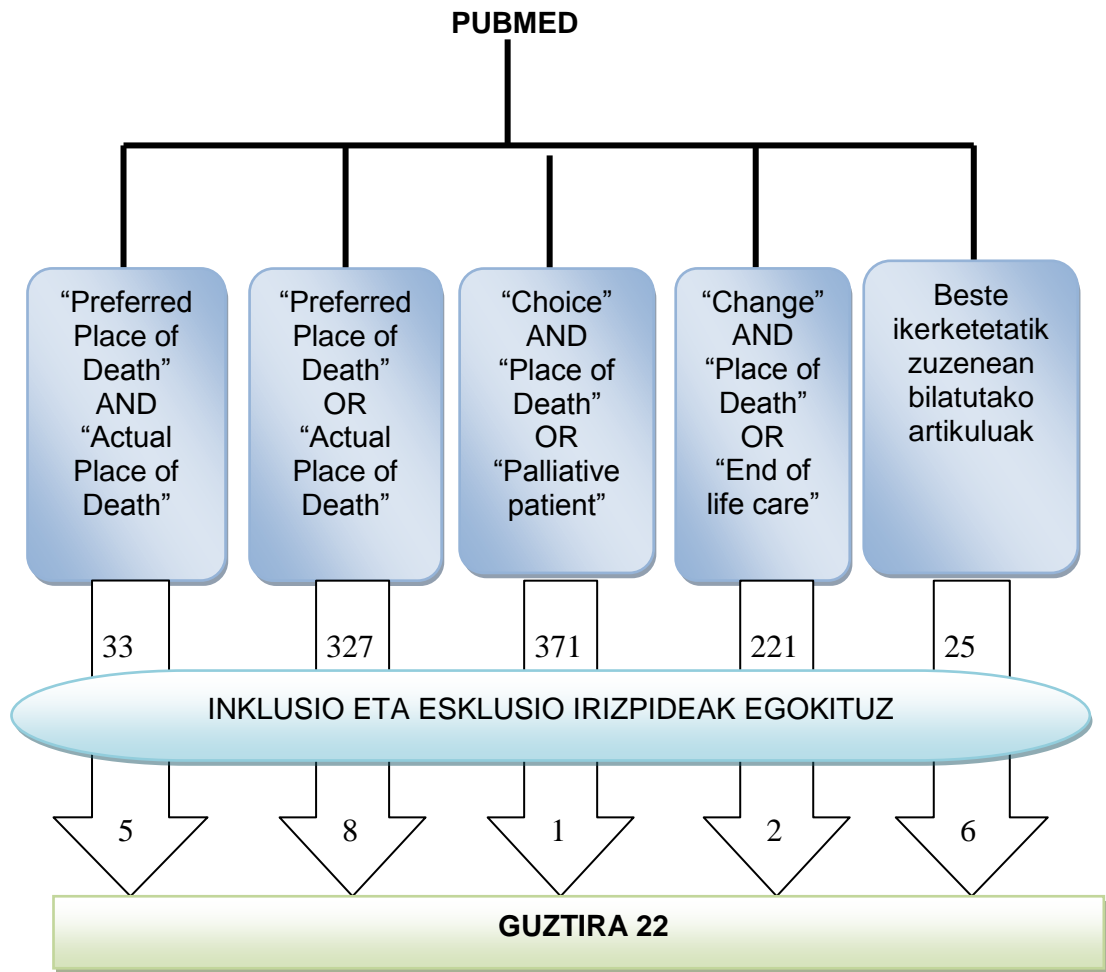 PUBMED
“Preferred
Place of
Death”
AND
“Actual
Place of
Death”
“Preferred
Place of
Death”
OR
“Actual
Place of
Death”
“Choice”
AND
“Place of
Death”
OR
“Palliative
patient”
“Change”
AND
“Place of
Death”
OR
“End of
life care”
Beste
ikerketetatik
zuzenean
bilatutako
artikuluak
33
327
371
221
25
INKLUSIO ETA ESKLUSIO IRIZPIDEAK EGOKITUZ
5
8
1
2
6
GUZTIRA 22